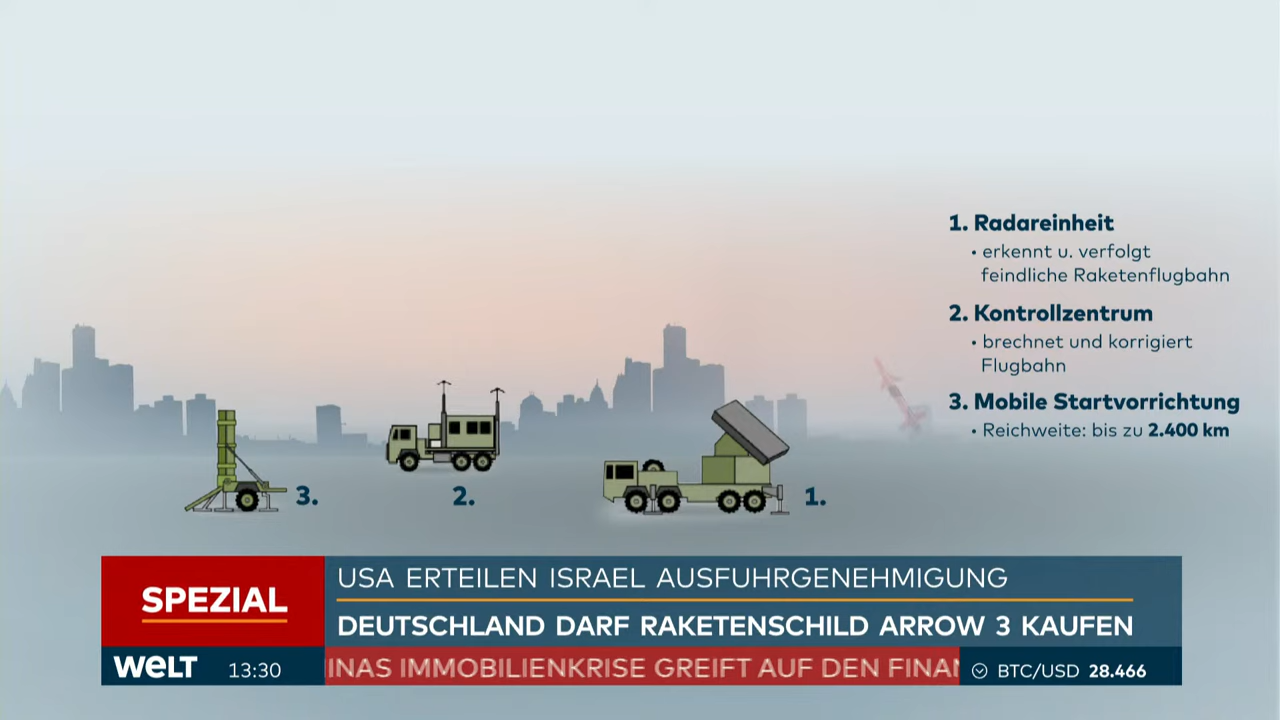 1. Radareinheit
• erkennt u. verfolgt
feindliche Raketenflugbahn
2. Kontrollzentrum
• brechnet und korrigiert
Flugbahn
3. Mobile Startvorrichtung
• Reichweite: bis zu 2.400 km
3.
2.
1.
SPEZIAL
USA ERTEILEN ISRAEL AUSFUHRGENEHMIGUNG
DEUTSCHLAND DARF RAKETENSCHILD ARROW 3 KAUFEN
WELT 13:30
INAS IMMOBILIENKRISE GREIFT AUF DEN FINAN
BTC/USD 28.466